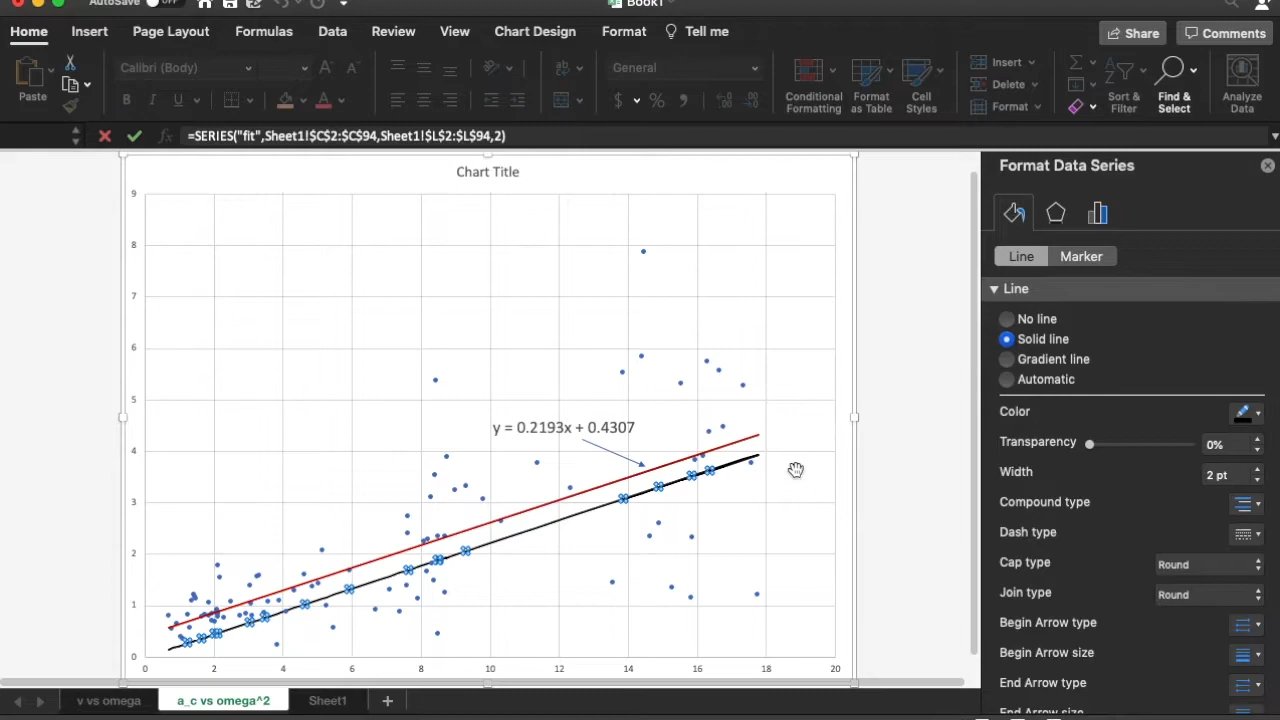 AutoSave OFF Book1
Home Insert Page Layout Formulas Data Review View Chart Design Format Tell me Share Comments
Paste Calibri (Body) A A B I U A ab General $ % Conditional Formatting Format as Table Cell Styles Insert Delete Format Sort & Filter Find & Select Analyze Data
fx =SERIES("fit",Sheet1!$C$2:$C$94,Sheet1!$L$2:$L$94,2)
Format Data Series
Chart Title
9
8
7
6
5
4
3
2
1
0
y = 0.2193x + 0.4307
0 2 4 6 8 10 12 14 16 18 20
Line Marker
Line
No line
Solid line
Gradient line
Automatic
Color
Transparency 0%
Width 2 pt
Compound type
Dash type
Cap type Round
Join type Round
Begin Arrow type
Begin Arrow size
End Arrow type
End Arrow size
v vs omega a_c vs omega^2 Sheet1 +